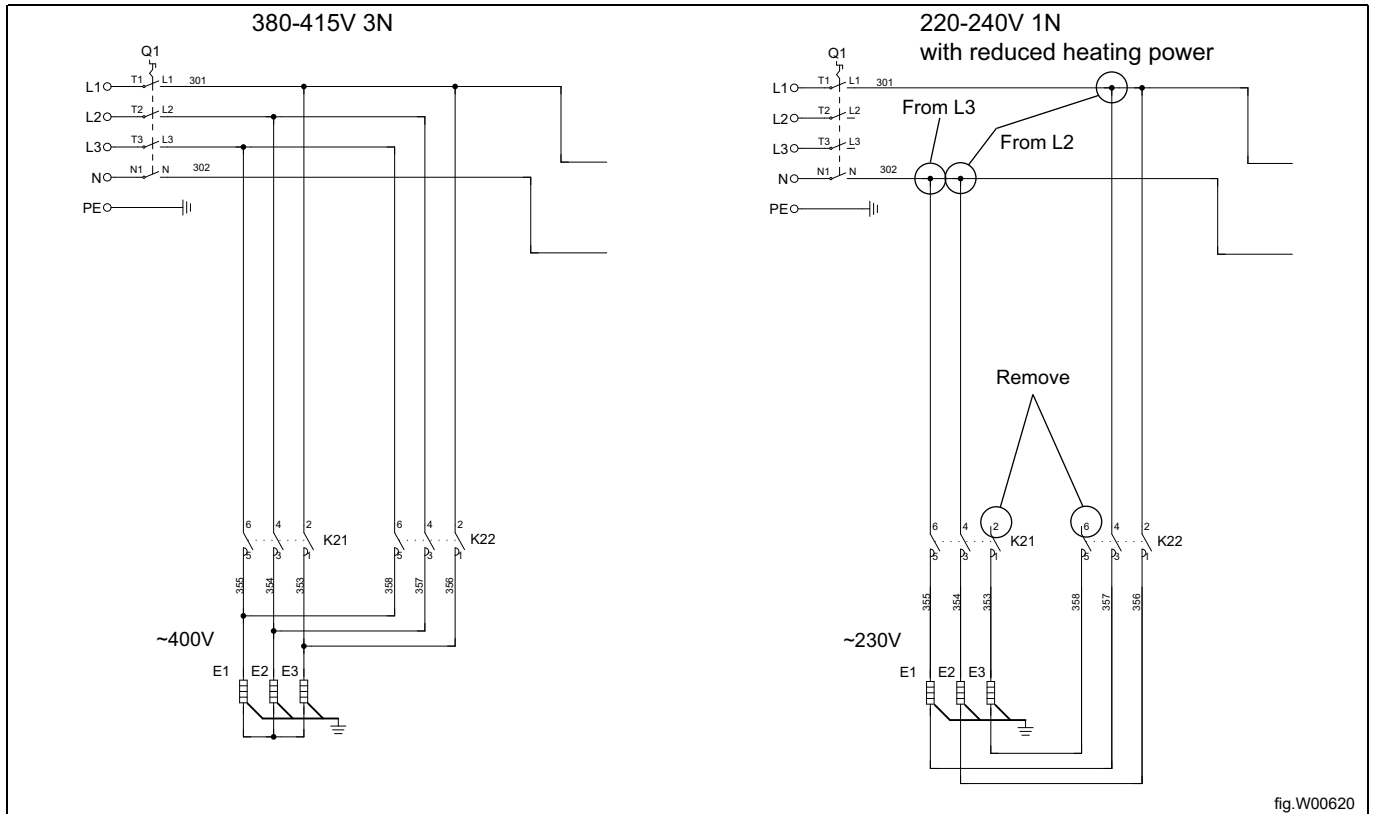 380-415V 3N
Q1
L1 T1 L1 301
L2 T2 L2
L3 T3 L3
N N1 N 302
PE
6 4 2 K21
5 3 1
6 4 2 K22
5 3 1
355 354 353
358 357 356
~400V
E1 E2 E3
220-240V 1N
with reduced heating power
Q1
L1 T1 L1 301
L2 T2 L2
L3 T3 L3
N N1 N 302
PE
From L3
From L2
Remove
6 4 2 K21
5 3 1
6 4 2 K22
5 3 1
355 354 353
358 357 356
~230V
E1 E2 E3
fig.W00620